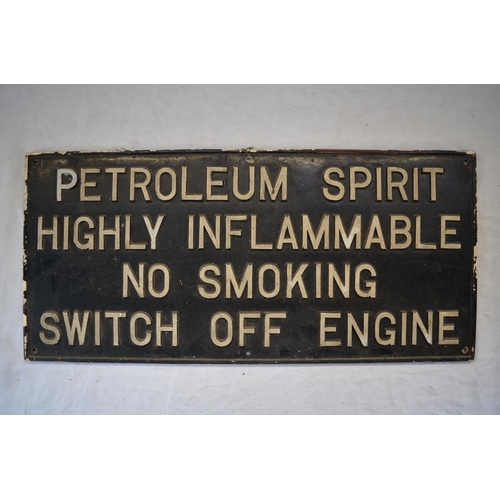 PETROLEUM SPIRIT
HIGHLY INFLAMMABLE
NO SMOKING
SWITCH OFF ENGINE